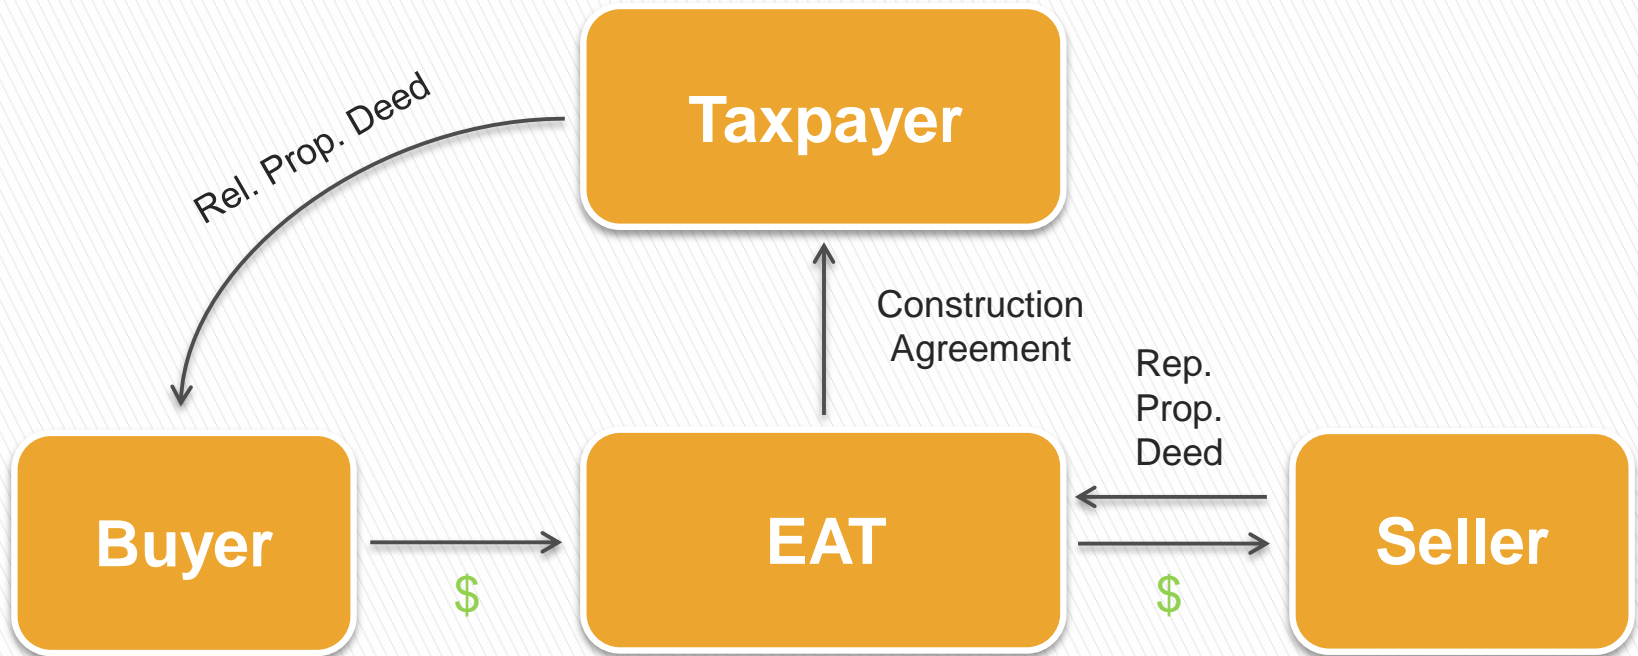 Taxpayer
Rel. Prop. Deed
Construction
Agreement
Rep.
Prop.
Deed
Buyer
$
EAT
$
Seller